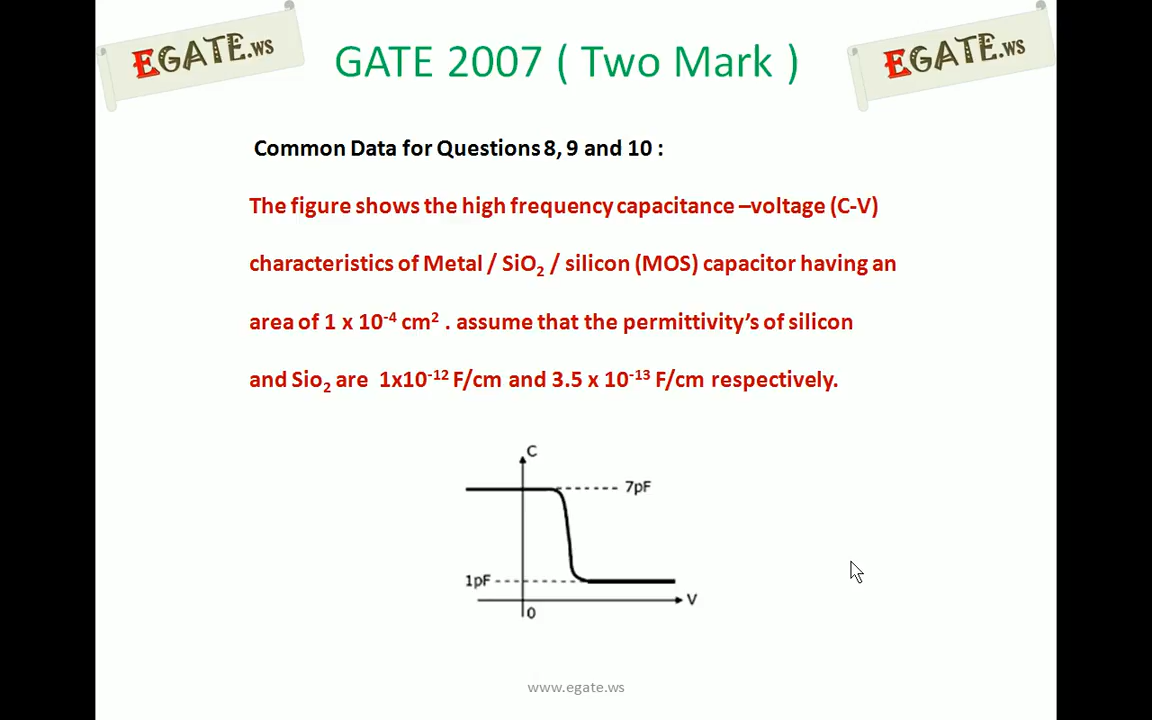 EGATE.ws
GATE 2007 ( Two Mark )
EGATE.ws
Common Data for Questions 8, 9 and 10 :
The figure shows the high frequency capacitance –voltage (C-V)
characteristics of Metal / SiO₂ / silicon (MOS) capacitor having an
area of 1 x 10⁻⁴ cm² . assume that the permittivity’s of silicon
and Sio₂ are 1x10⁻¹² F/cm and 3.5 x 10⁻¹³ F/cm respectively.
C
7pF
1pF
V
0
www.egate.ws